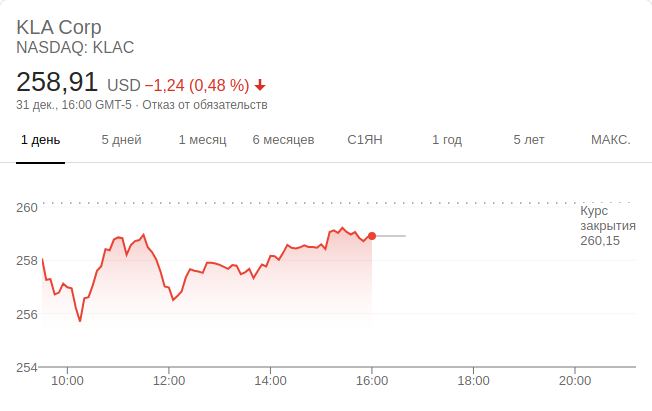 KLA Corp
NASDAQ: KLAC
258,91 USD −1,24 (0,48 %)
31 дек., 16:00 GMT-5 · Отказ от обязательств
1 день 5 дней 1 месяц 6 месяцев С1ЯН 1 год 5 лет МАКС.
260
Курс
закрытия
260,15
258
256
254
10:00 12:00 14:00 16:00 18:00 20:00